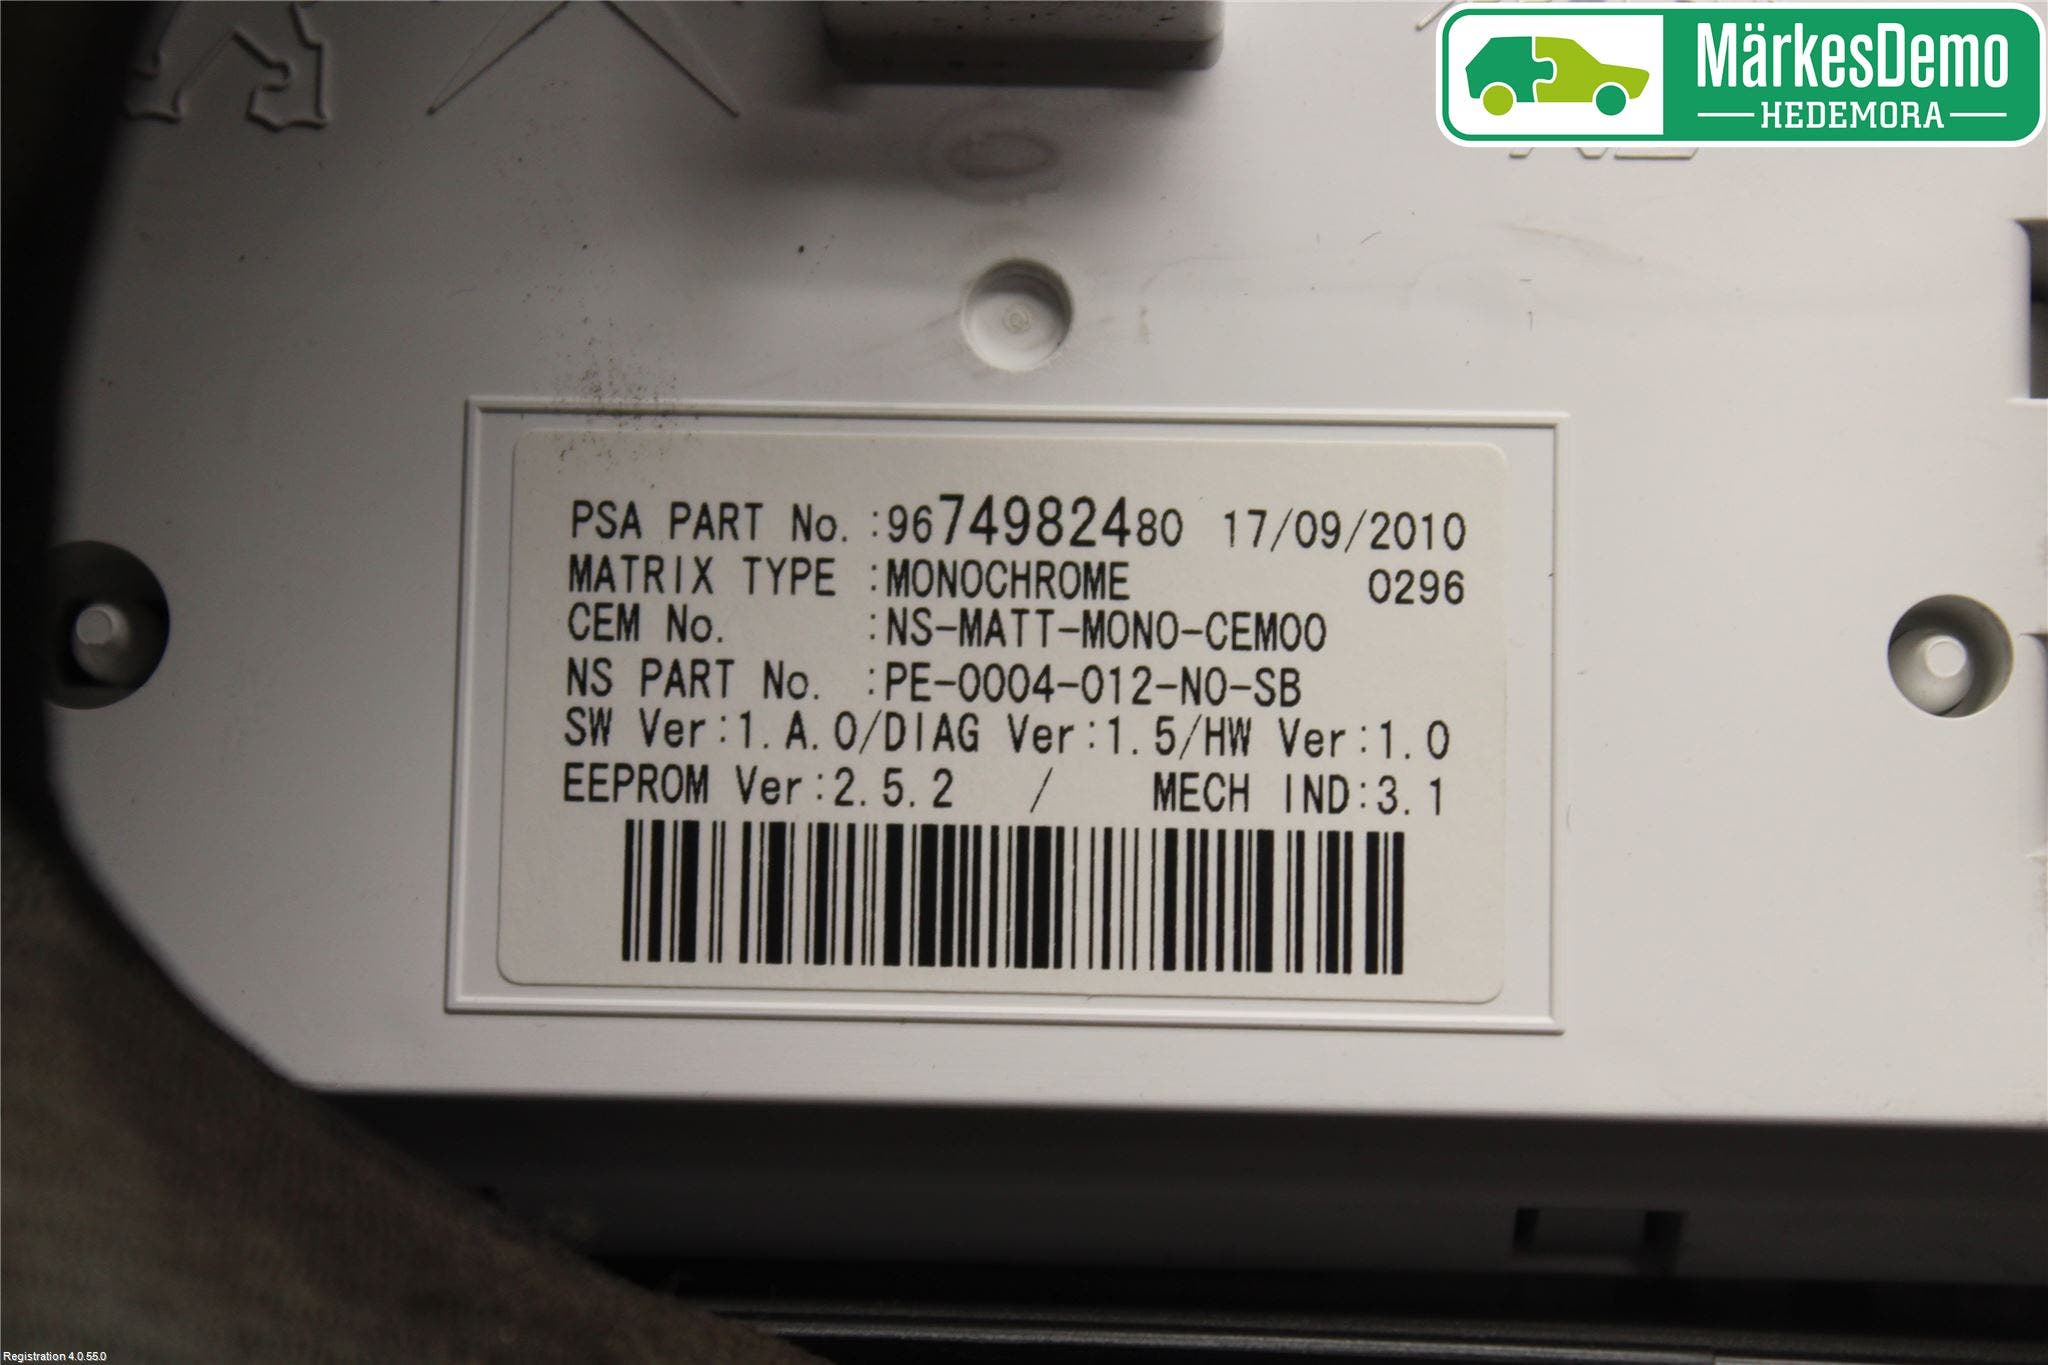 MärkesDemo
HEDEMORA
PSA PART No. :9674982480 17/09/2010
MATRIX TYPE :MONOCHROME 0296
CEM No. :NS-MATT-MONO-CEM00
NS PART No. :PE-0004-012-NO-SB
SW Ver:1.A.0/DIAG Ver:1.5/HW Ver:1.0
EEPROM Ver:2.5.2 / MECH IND:3.1
Registration 4.0.55.0